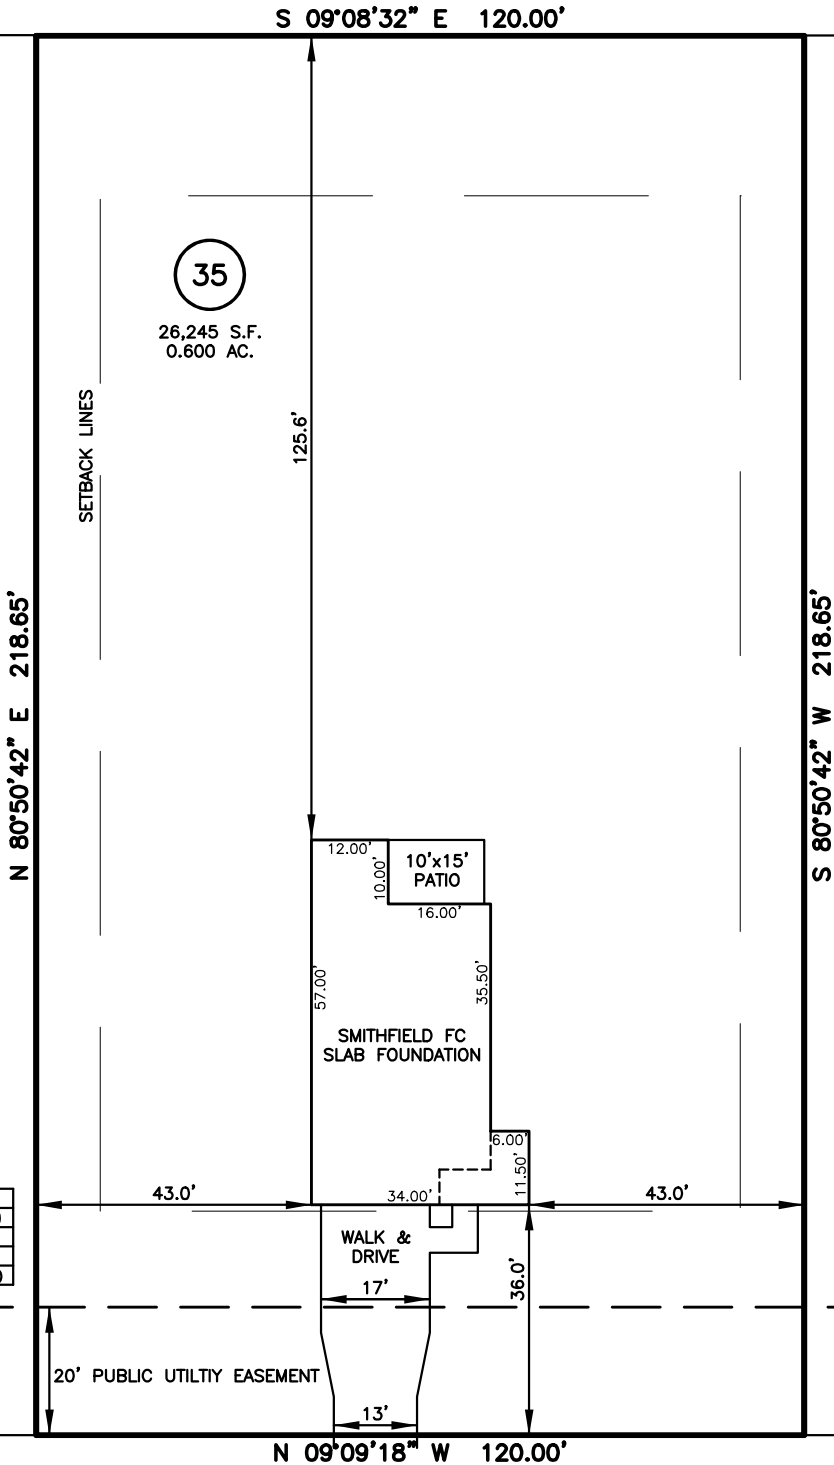 S 09°08'32" E 120.00'
35
26,245 S.F.
0.600 AC.
SETBACK LINES
125.6'
N 80°50'42" E 218.65'
S 80°50'42" W 218.65'
12.00'
10.00'
10'x15'
PATIO
16.00'
57.00'
35.50'
SMITHFIELD FC
SLAB FOUNDATION
6.00'
11.50'
34.00'
43.0'
43.0'
WALK &
DRIVE
36.0'
17'
20' PUBLIC UTILTIY EASEMENT
13'
N 09°09'18" W 120.00'